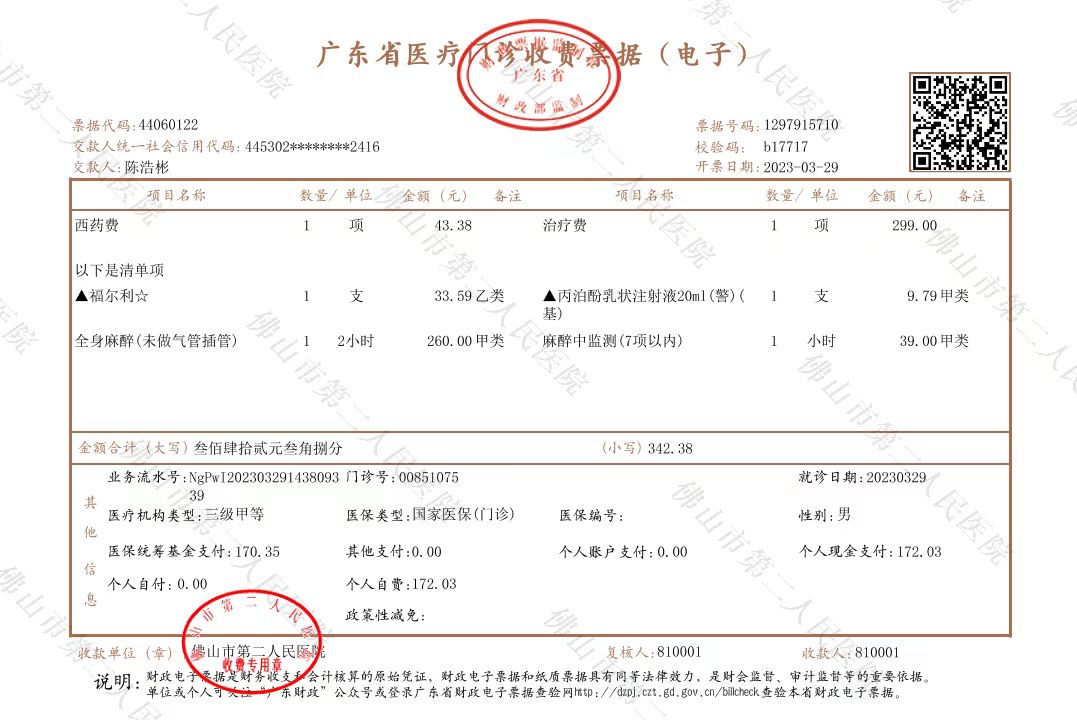 广东省医疗门诊收费票据（电子）
财政票据监制章
广东省
财政部监制
票据代码:44060122 票据号码:1297915710
交款人统一社会信用代码:445302********2416 校验码: b17717
交款人:陈浩彬 开票日期:2023-03-29
项目名称 数量/单位 金额（元） 备注 项目名称 数量/单位 金额（元） 备注
西药费 1 项 43.38 治疗费 1 项 299.00
以下是清单项
▲福尔利☆ 1 支 33.59 乙类 ▲丙泊酚乳状注射液20ml(警)( 1 支 9.79 甲类
基)
全身麻醉(未做气管插管) 1 2小时 260.00 甲类 麻醉中监测(7项以内) 1 小时 39.00 甲类
金额合计（大写）叁佰肆拾贰元叁角捌分 （小写）342.38
其他信息
业务流水号:NgPwI202303291438093 门诊号:00851075 就诊日期:20230329
39
医疗机构类型:三级甲等 医保类型:国家医保(门诊) 医保编号: 性别:男
医保统筹基金支付:170.35 其他支付:0.00 个人账户支付:0.00 个人现金支付:172.03
个人自付:0.00 个人自费:172.03
政策性减免:
收款单位（章） 佛山市第二人民医院 复核人:810001 收款人:810001
佛山市第二人民医院
收费专用章
说明: 财政电子票据是财务收支和会计核算的原始凭证，财政电子票据和纸质票据具有同等法律效力，是财会监督、审计监督等的重要依据。
单位或个人可关注“广东财政”公众号或登录广东省财政电子票据查验网http://dzpj.czt.gd.gov.cn/billcheck查验本省财政电子票据。
佛山市第二人民医院